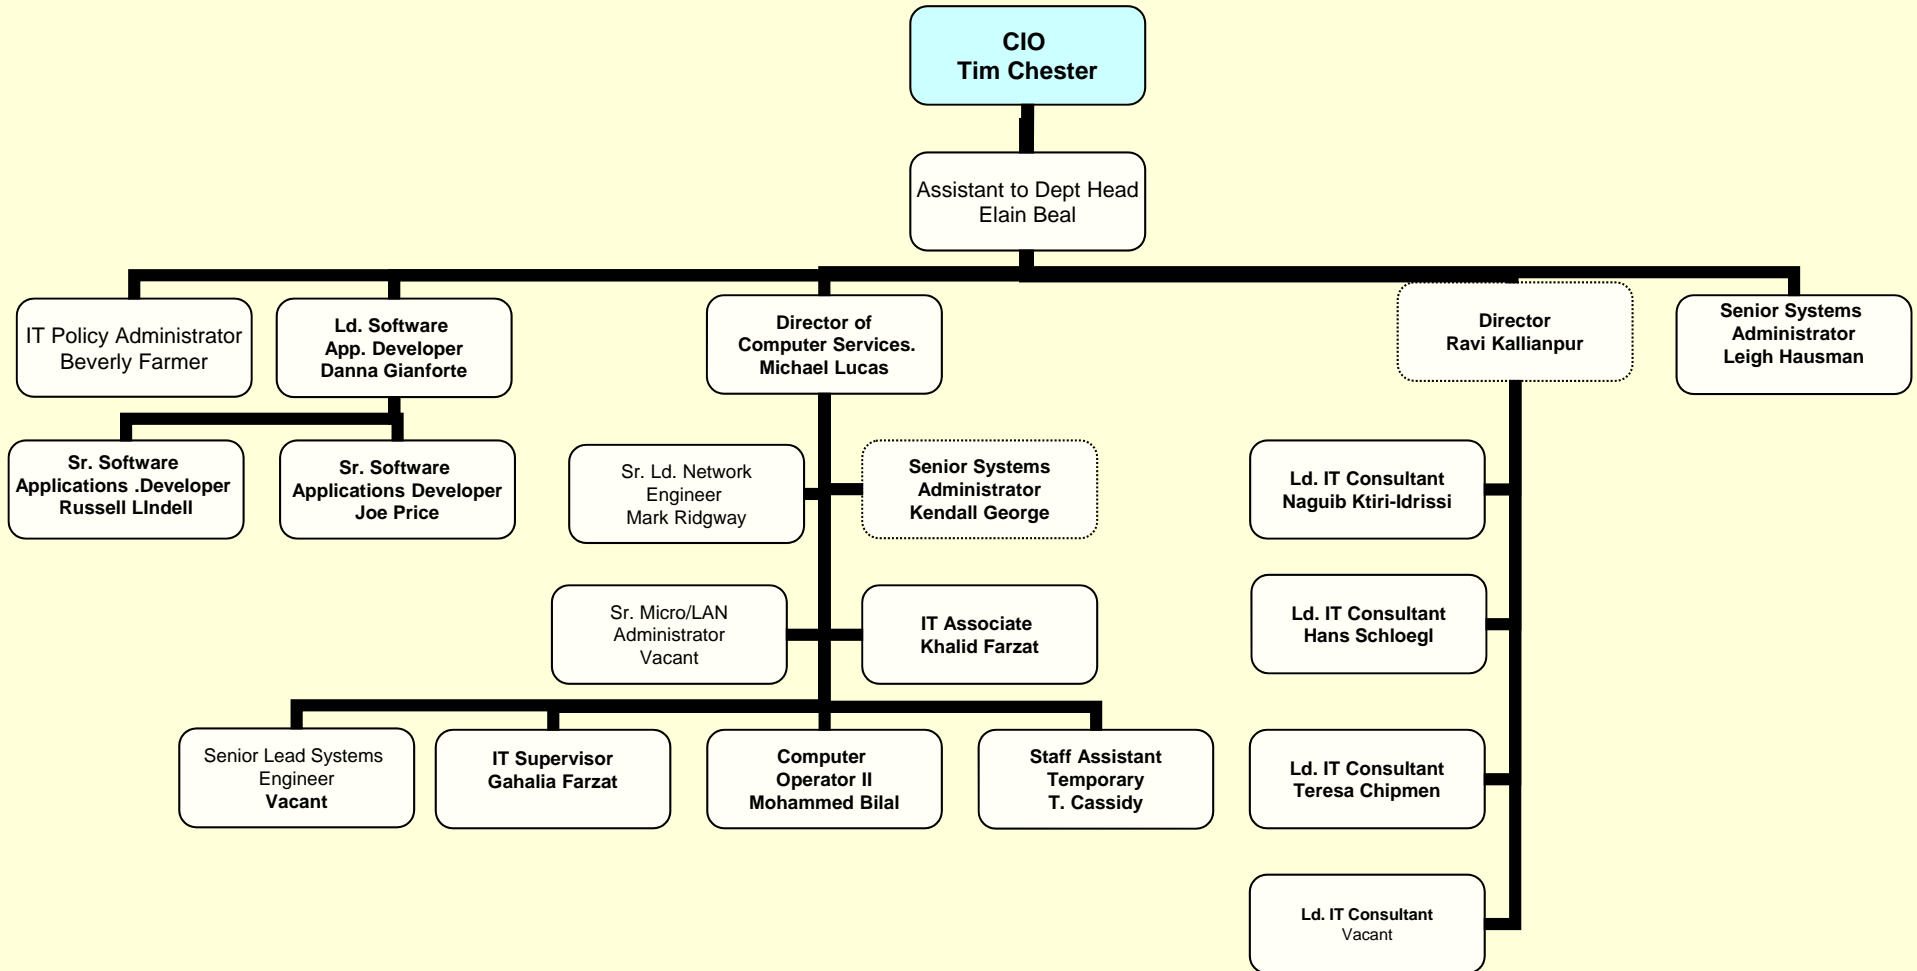 CIO
Tim Chester
Assistant to Dept Head
Elain Beal
IT Policy Administrator
Beverly Farmer
Ld. Software
App. Developer
Danna Gianforte
Director of
Computer Services.
Michael Lucas
Director
Ravi Kallianpur
Senior Systems
Administrator
Leigh Hausman
Sr. Software
Applications .Developer
Russell LIndell
Sr. Software
Applications Developer
Joe Price
Sr. Ld. Network
Engineer
Mark Ridgway
Senior Systems
Administrator
Kendall George
Ld. IT Consultant
Naguib Ktiri-Idrissi
Sr. Micro/LAN
Administrator
Vacant
IT Associate
Khalid Farzat
Ld. IT Consultant
Hans Schloegl
Senior Lead Systems
Engineer
Vacant
IT Supervisor
Gahalia Farzat
Computer
Operator II
Mohammed Bilal
Staff Assistant
Temporary
T. Cassidy
Ld. IT Consultant
Teresa Chipmen
Ld. IT Consultant
Vacant